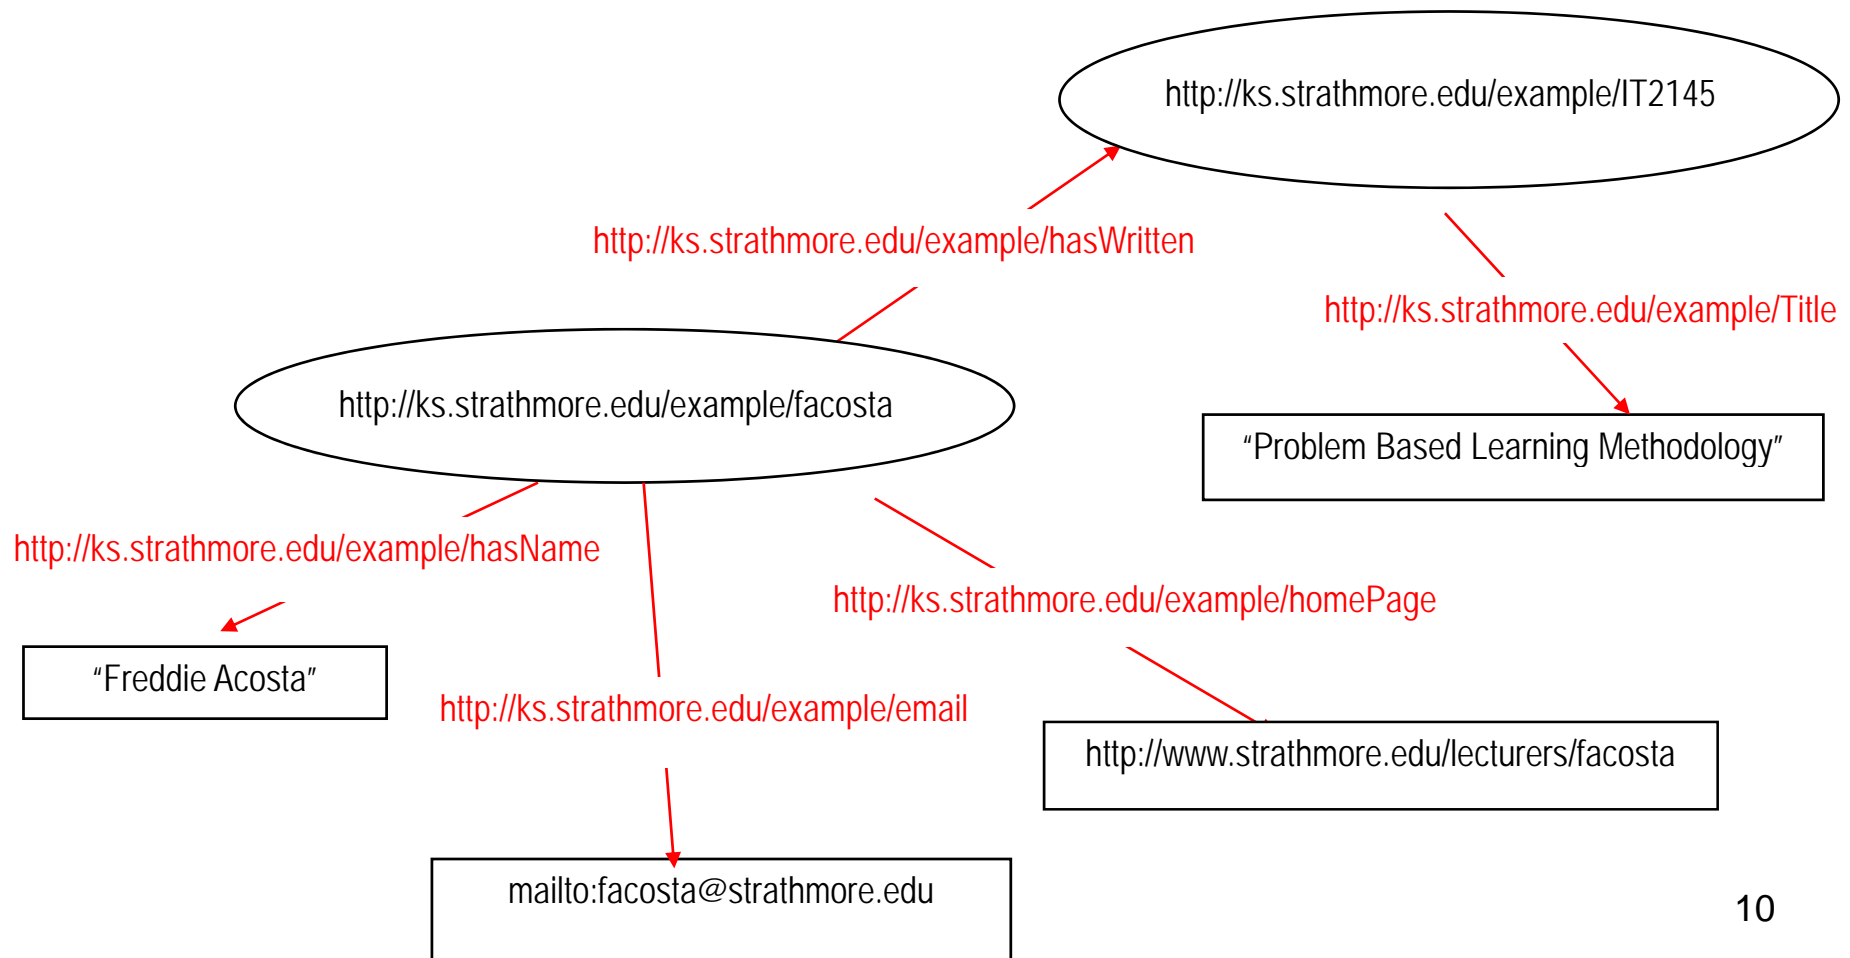 http://ks.strathmore.edu/example/IT2145
http://ks.strathmore.edu/example/hasWritten
http://ks.strathmore.edu/example/Title
http://ks.strathmore.edu/example/facosta
“Problem Based Learning Methodology”
http://ks.strathmore.edu/example/hasName
http://ks.strathmore.edu/example/homePage
“Freddie Acosta”
http://ks.strathmore.edu/example/email
http://www.strathmore.edu/lecturers/facosta
mailto:facosta@strathmore.edu
10